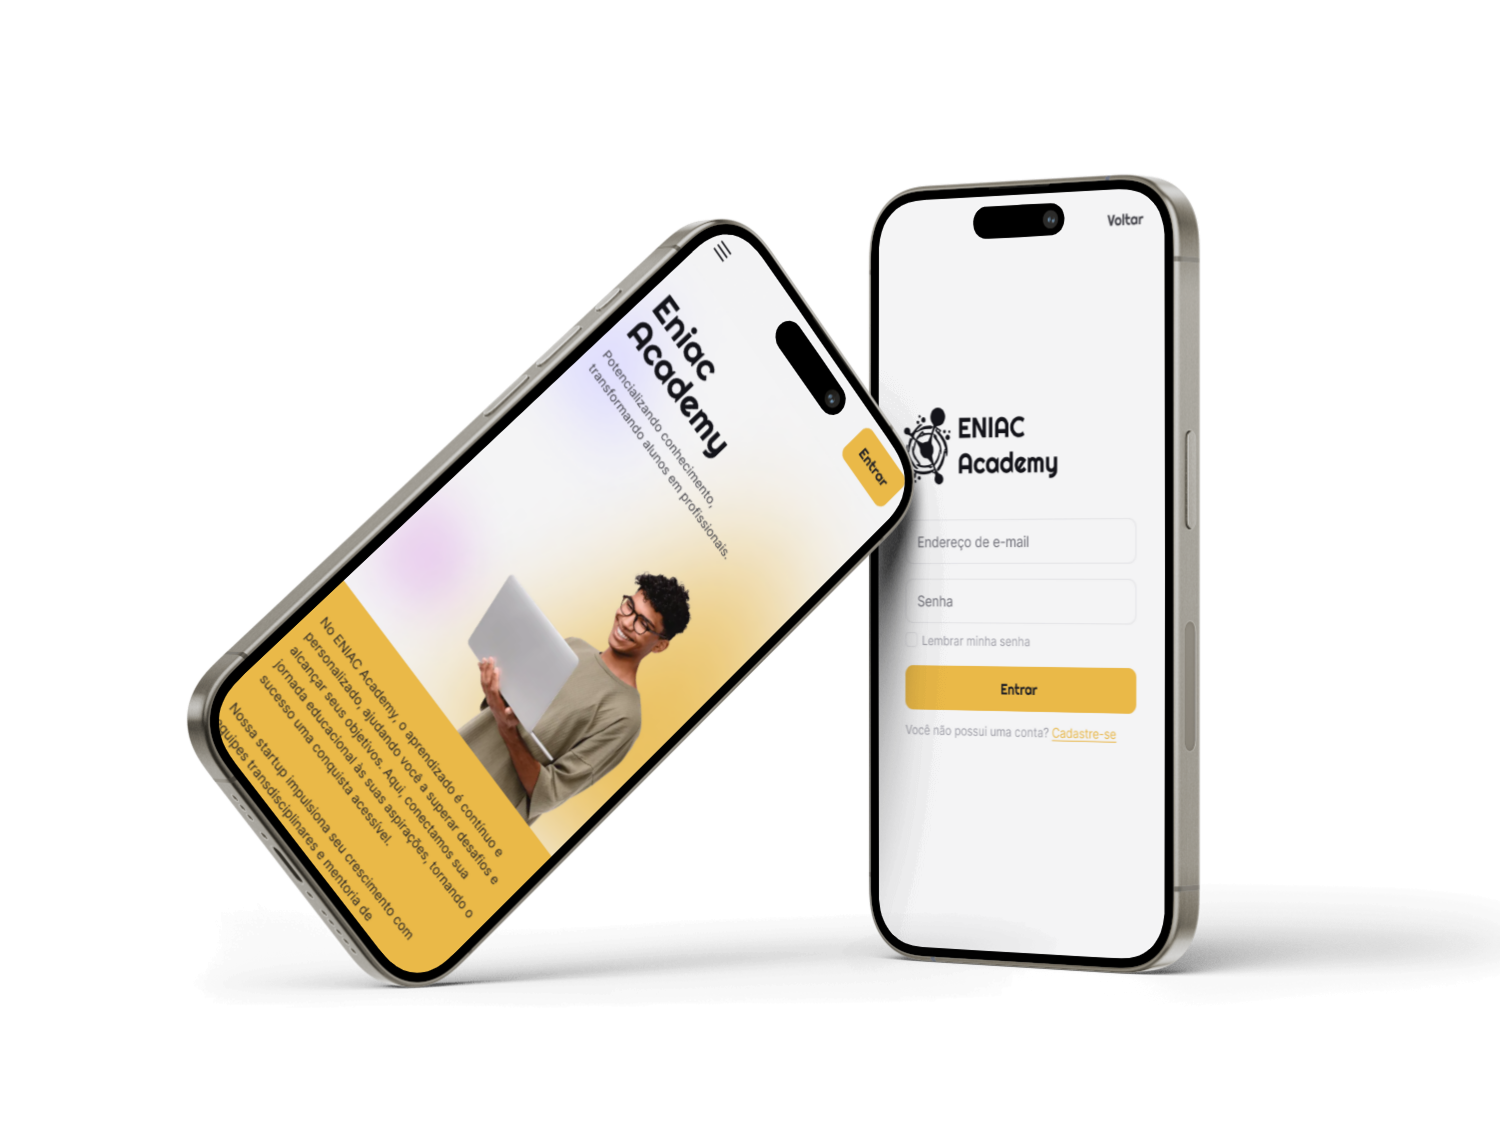 Eniac
Academy
Potencializando conhecimento,
transformando alunos em profissionais.
Entrar
No ENIAC Academy, o aprendizado é contínuo e
personalizado, ajudando você a superar desafios e
alcançar seus objetivos. Aqui, conectamos sua
jornada educacional às suas aspirações, tornando o
sucesso uma conquista acessível.
Nossa startup impulsiona seu crescimento com
equipes transdisciplinares e mentoria de
Voltar
ENIAC
Academy
Endereço de e-mail
Senha
Lembrar minha senha
Entrar
Você não possui uma conta? Cadastre-se